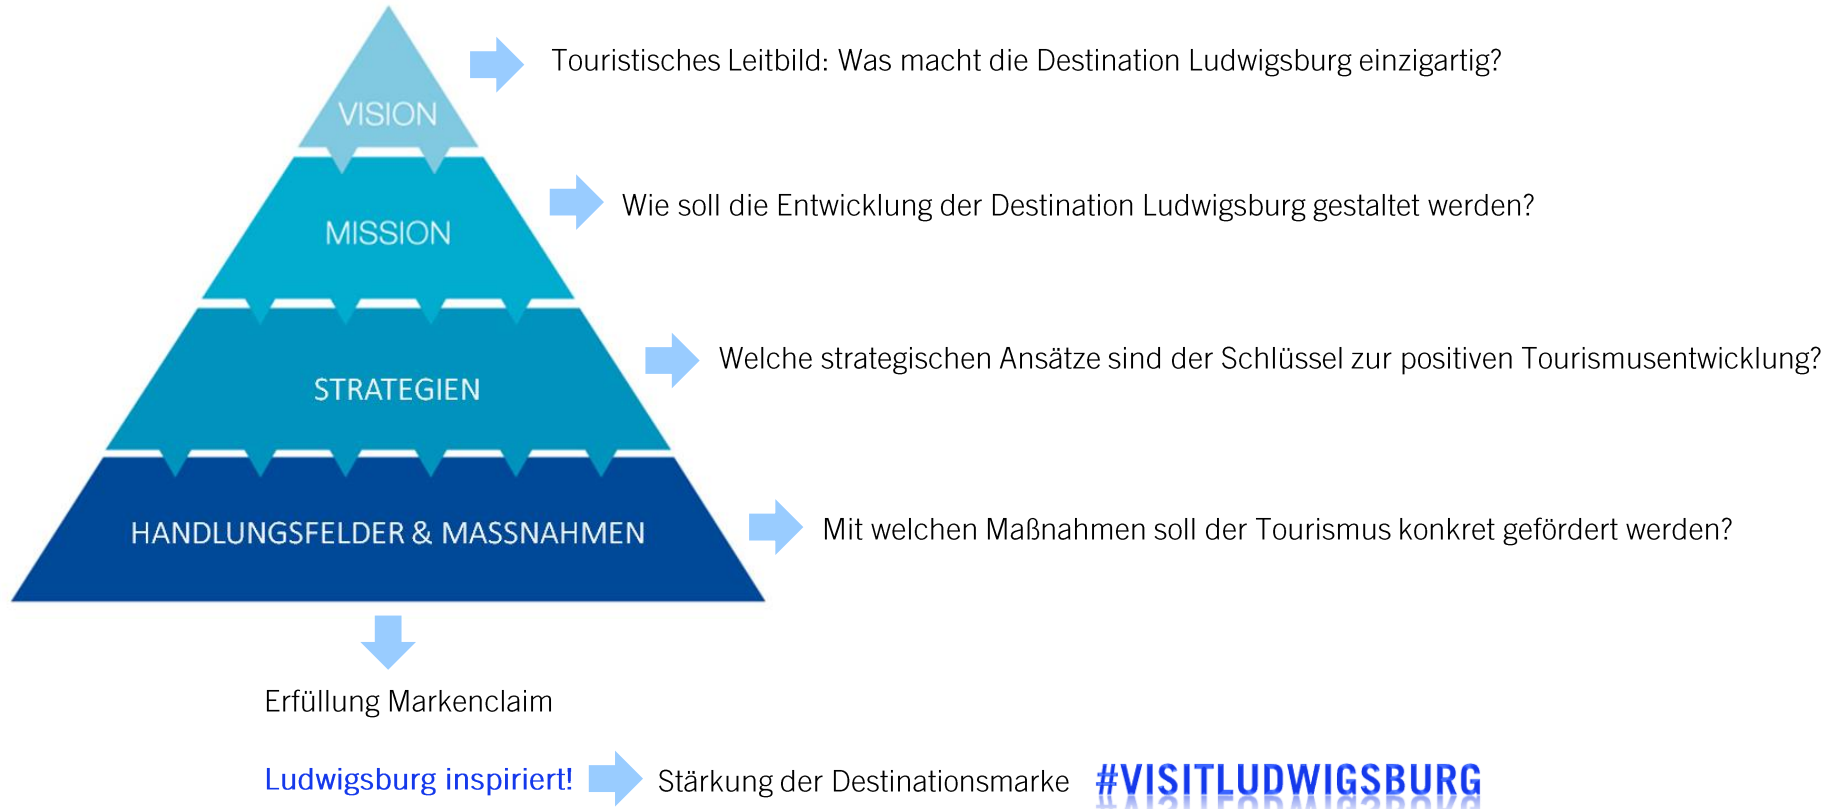 VISION
Touristisches Leitbild: Was macht die Destination Ludwigsburg einzigartig?
MISSION
Wie soll die Entwicklung der Destination Ludwigsburg gestaltet werden?
STRATEGIEN
Welche strategischen Ansätze sind der Schlüssel zur positiven Tourismusentwicklung?
HANDLUNGSFELDER & MASSNAHMEN
Mit welchen Maßnahmen soll der Tourismus konkret gefördert werden?
Erfüllung Markenclaim
Ludwigsburg inspiriert!
Stärkung der Destinationsmarke
#VISITLUDWIGSBURG